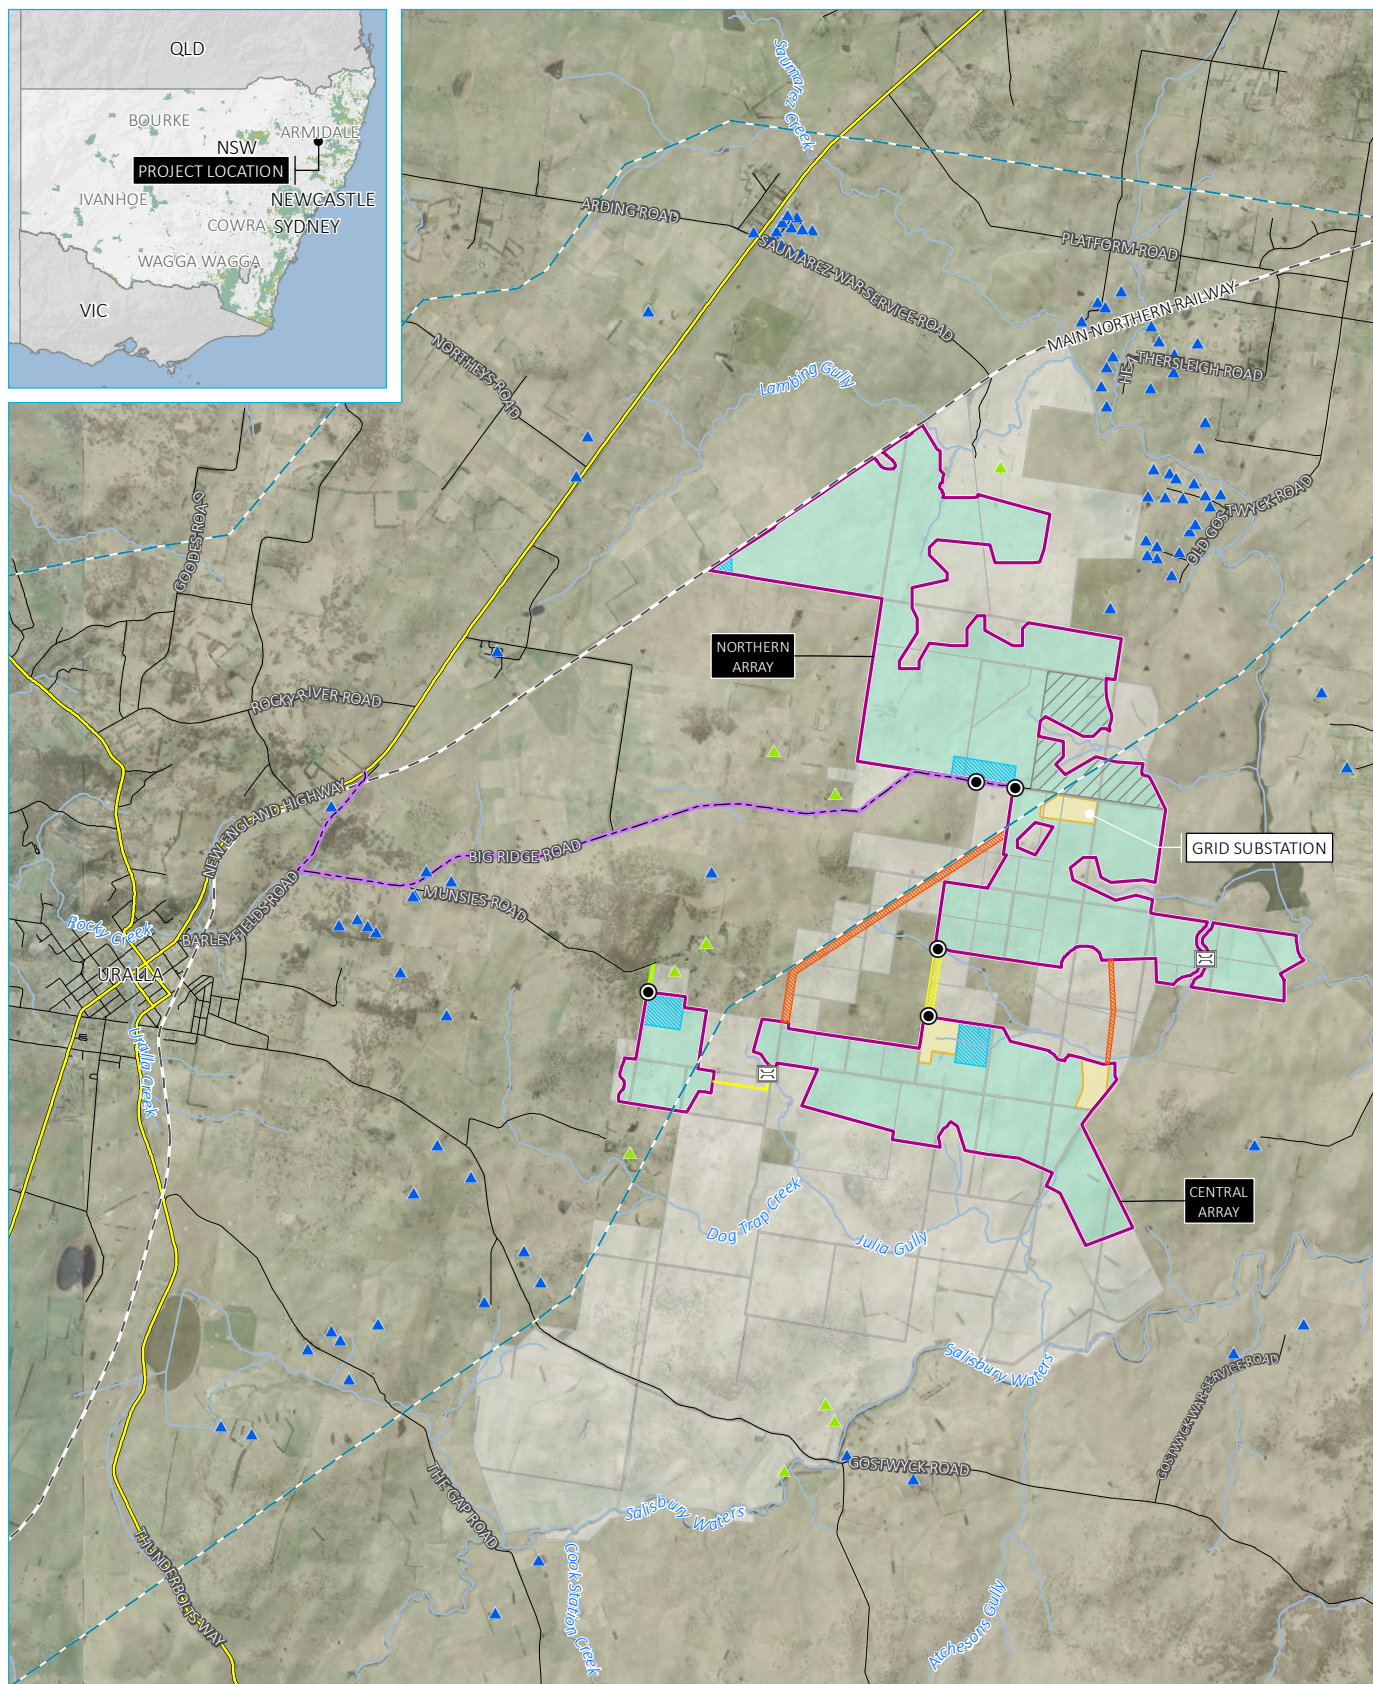 QLD
BOURKE
ARMIDALE
NSW
PROJECT LOCATION
IVANHOE
NEWCASTLE
COWRA
SYDNEY
WAGGA WAGGA
VIC
Saumarez Creek
ARDING ROAD
SAUMAREZ WAR SERVICE ROAD
PLATFORM ROAD
MAIN NORTHERN RAILWAY
HEATHERSLEIGH ROAD
NORTHEYS ROAD
Lambing Gully
OLD GOSTWYCK ROAD
GOODES ROAD
NORTHERN
ARRAY
ROCKY RIVER ROAD
NEW ENGLAND HIGHWAY
BIG RIDGE ROAD
GRID SUBSTATION
MUNSIES ROAD
BARLEYFIELDS ROAD
Rocky Creek
URALLA
Uralla Creek
CENTRAL
ARRAY
Dog Trap Creek
Julia Gully
Salisbury Waters
GOSTWYCK WAR SERVICE ROAD
GOSTWYCK ROAD
THE GAP ROAD
Salisbury Waters
THUNDERBOLTS WAY
Cook Station Creek
Atchesons Gully